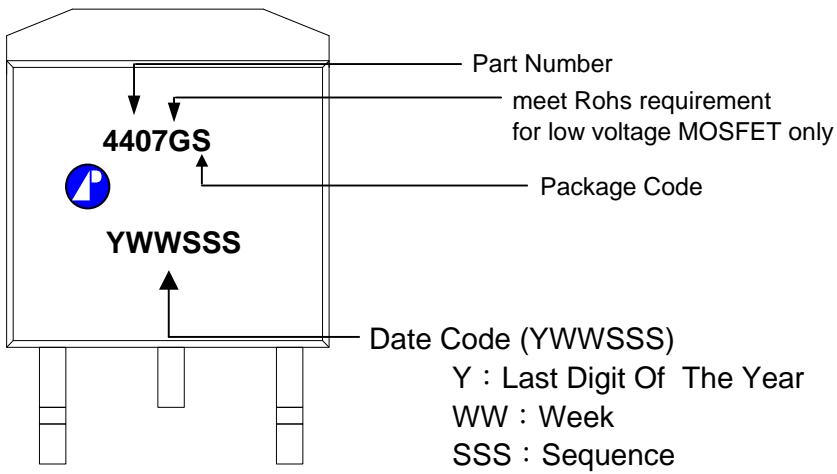 Part Number
meet Rohs requirement
for low voltage MOSFET only
4407GS
Package Code
YWWSSS
Date Code (YWWSSS)
Y：Last Digit Of The Year
WW：Week
SSS：Sequence